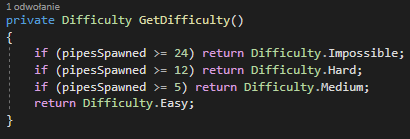 1 odwołanie
private Difficulty GetDifficulty()
{
if (pipesSpawned >= 24) return Difficulty.Impossible;
if (pipesSpawned >= 12) return Difficulty.Hard;
if (pipesSpawned >= 5) return Difficulty.Medium;
return Difficulty.Easy;
}